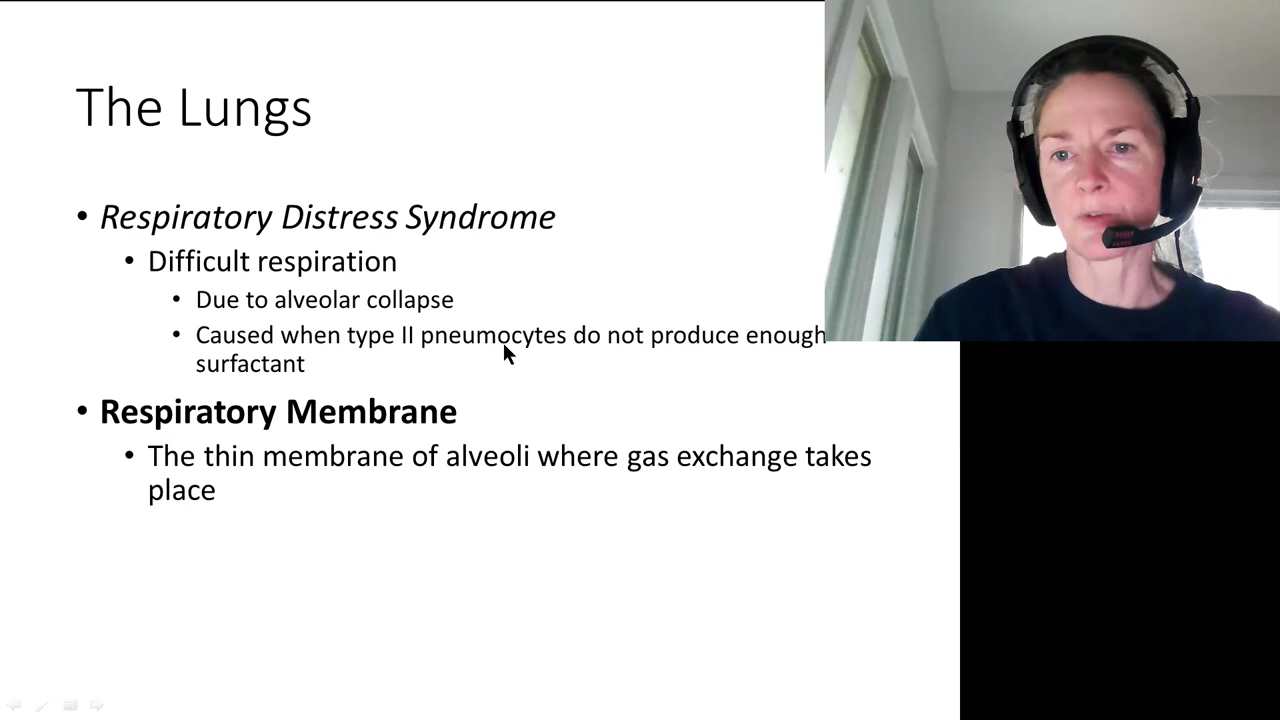 The Lungs
• Respiratory Distress Syndrome
• Difficult respiration
• Due to alveolar collapse
• Caused when type II pneumocytes do not produce enough
surfactant
• Respiratory Membrane
• The thin membrane of alveoli where gas exchange takes
place